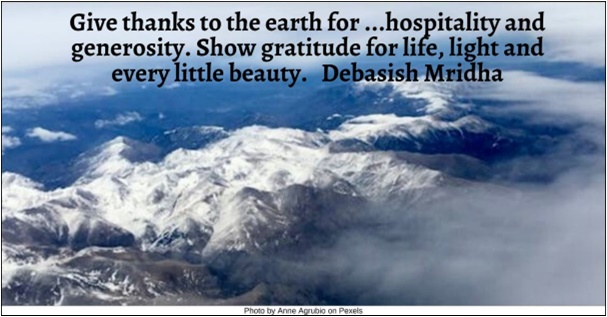 Give thanks to the earth for ...hospitality and
generosity. Show gratitude for life, light and
every little beauty.   Debasish Mridha
Photo by Anne Agrubio on Pexels